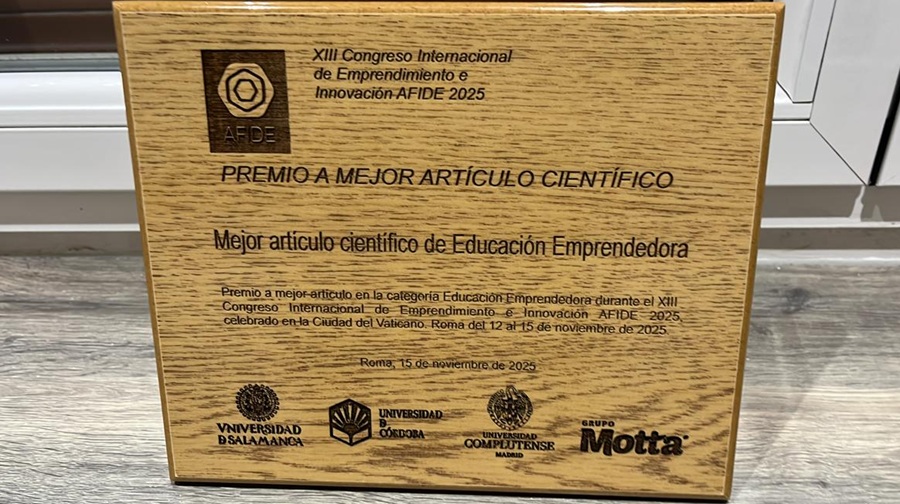 AFIDE
XIII Congreso Internacional
de Emprendimiento e
Innovación AFIDE 2025
PREMIO A MEJOR ARTÍCULO CIENTÍFICO
Mejor artículo científico de Educación Emprendedora
Premio a mejor artículo en la categoría Educación Emprendedora durante el XIII
Congreso Internacional de Emprendimiento e Innovación AFIDE 2025,
celebrado en la Ciudad del Vaticano. Roma del 12 al 15 de noviembre de 2025.
Roma, 15 de noviembre de 2025
VNIVERSIDAD
D SALAMANCA
UNIVERSIDAD
D
CÓRDOBA
UNIVERSIDAD
COMPLUTENSE
MADRID
GRUPO
Motta